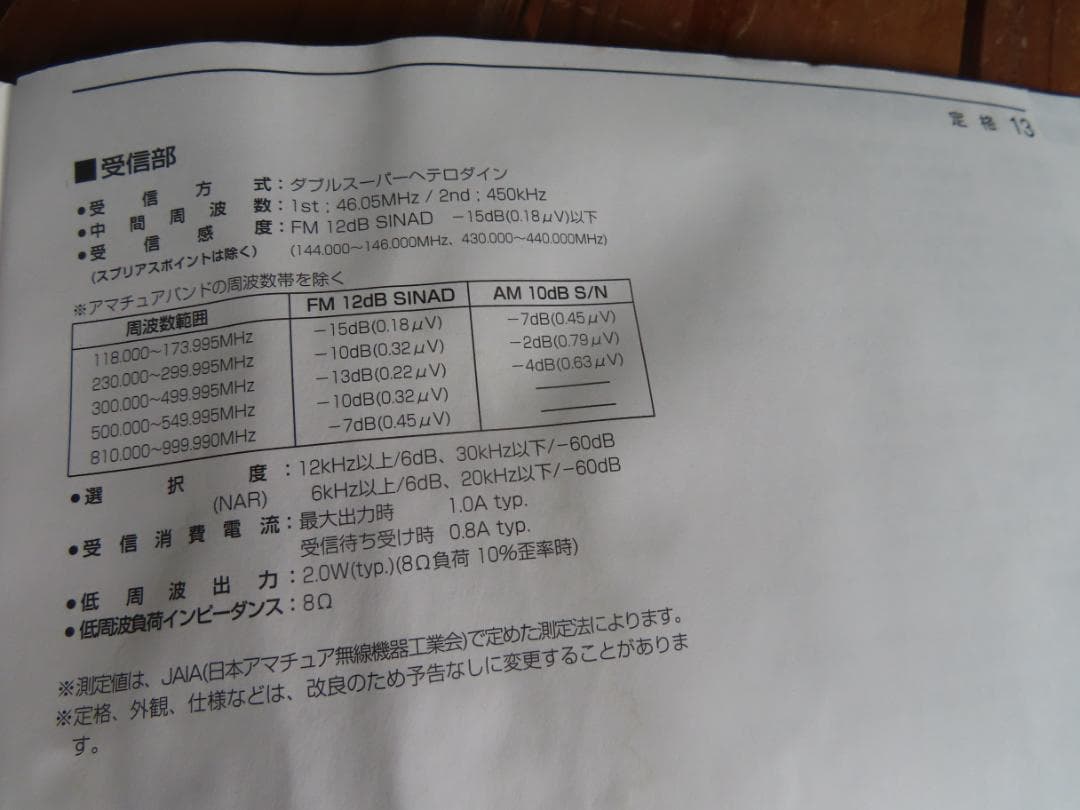 定 格 13
■受信部
●受信方式：ダブルスーパーヘテロダイン
●中間周波数：1st；46.05MHz / 2nd；450kHz
●受信感度：FM 12dB SINAD －15dB(0.18μV)以下
(スプリアスポイントは除く) (144.000～146.000MHz、430.000～440.000MHz)
※アマチュアバンドの周波数帯を除く
周波数範囲 FM 12dB SINAD AM 10dB S/N
118.000～173.995MHz －15dB(0.18μV) －7dB(0.45μV)
230.000～299.995MHz －10dB(0.32μV) －2dB(0.79μV)
300.000～499.995MHz －13dB(0.22μV) －4dB(0.63μV)
500.000～549.995MHz －10dB(0.32μV) ———
810.000～999.990MHz －7dB(0.45μV) ———
●選択度：12kHz以上/6dB、30kHz以下/－60dB
(NAR) 6kHz以上/6dB、20kHz以下/－60dB
●受信消費電流：最大出力時 1.0A typ.
受信待ち受け時 0.8A typ.
●低周波出力：2.0W(typ.)(8Ω負荷 10%歪率時)
●低周波負荷インピーダンス：8Ω
※測定値は、JAIA(日本アマチュア無線機器工業会)で定めた測定法によります。
※定格、外観、仕様などは、改良のため予告なしに変更することがありま
す。